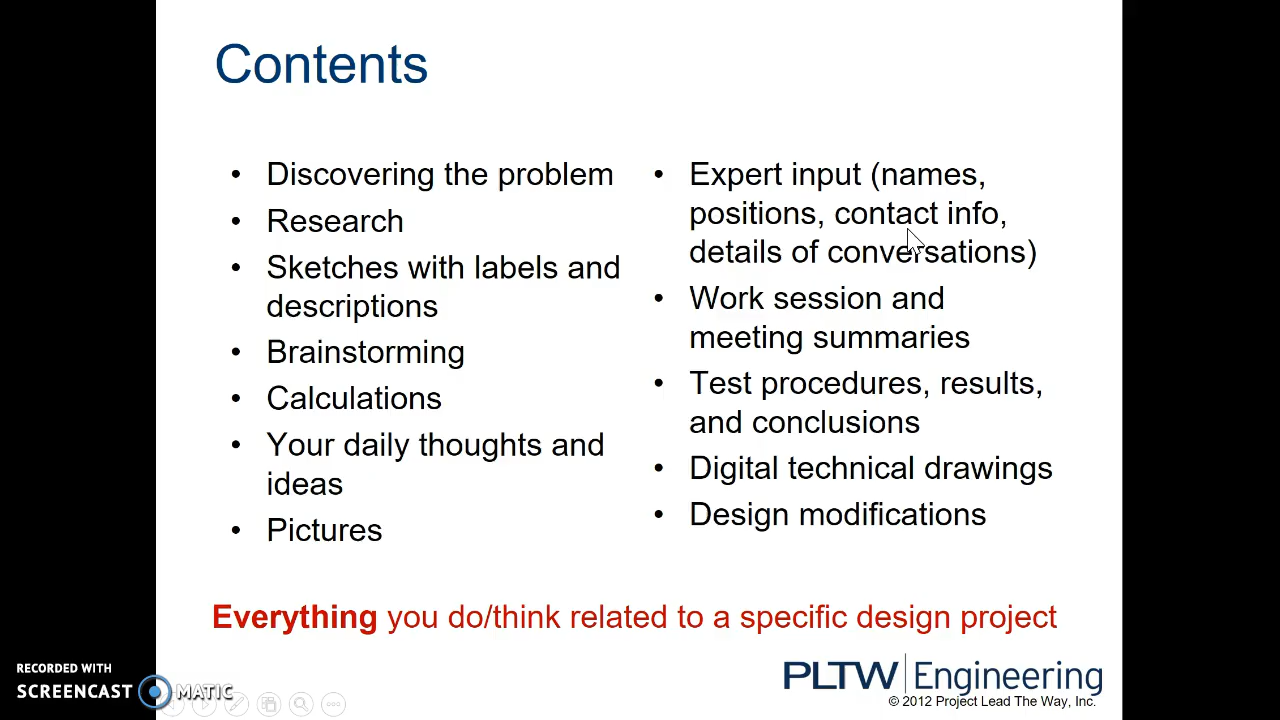 Contents
• Discovering the problem
• Research
• Sketches with labels and
descriptions
• Brainstorming
• Calculations
• Your daily thoughts and
ideas
• Pictures
• Expert input (names,
positions, contact info,
details of conversations)
• Work session and
meeting summaries
• Test procedures, results,
and conclusions
• Digital technical drawings
• Design modifications
Everything you do/think related to a specific design project
PLTW Engineering
© 2012 Project Lead The Way, Inc.
RECORDED WITH
SCREENCAST MATIC